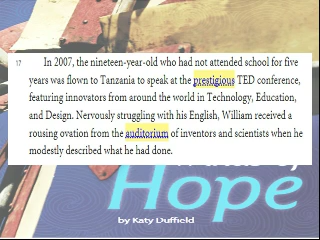 17 In 2007, the nineteen-year-old who had not attended school for five
years was flown to Tanzania to speak at the prestigious TED conference,
featuring innovators from around the world in Technology, Education,
and Design. Nervously struggling with his English, William received a
rousing ovation from the auditorium of inventors and scientists when he
modestly described what he had done.
Hope
by Katy Duffield